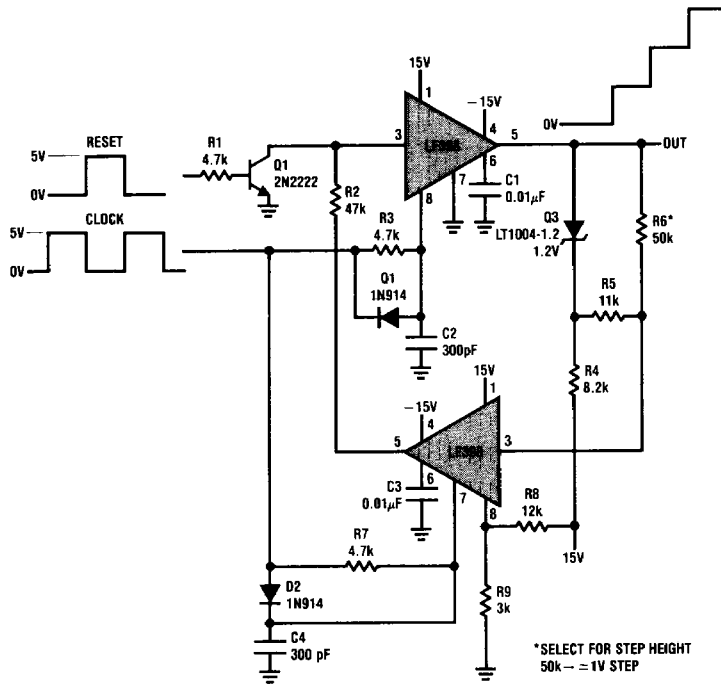 0V
15V
1
-15V
4
3
5
OUT
LF398
6
7
8
C1
0.01µF
RESET
5V
0V
R1
4.7k
Q1
2N2222
R2
47k
CLOCK
5V
0V
R3
4.7k
Q1
1N914
C2
300pF
Q3
LT1004-1.2
1.2V
R6*
50k
R5
11k
R4
8.2k
15V
1
-15V
4
5
3
LF398
6
7
8
C3
0.01µF
R8
12k
15V
R7
4.7k
R9
3k
D2
1N914
C4
300 pF
*SELECT FOR STEP HEIGHT
50k→ ≃1V STEP